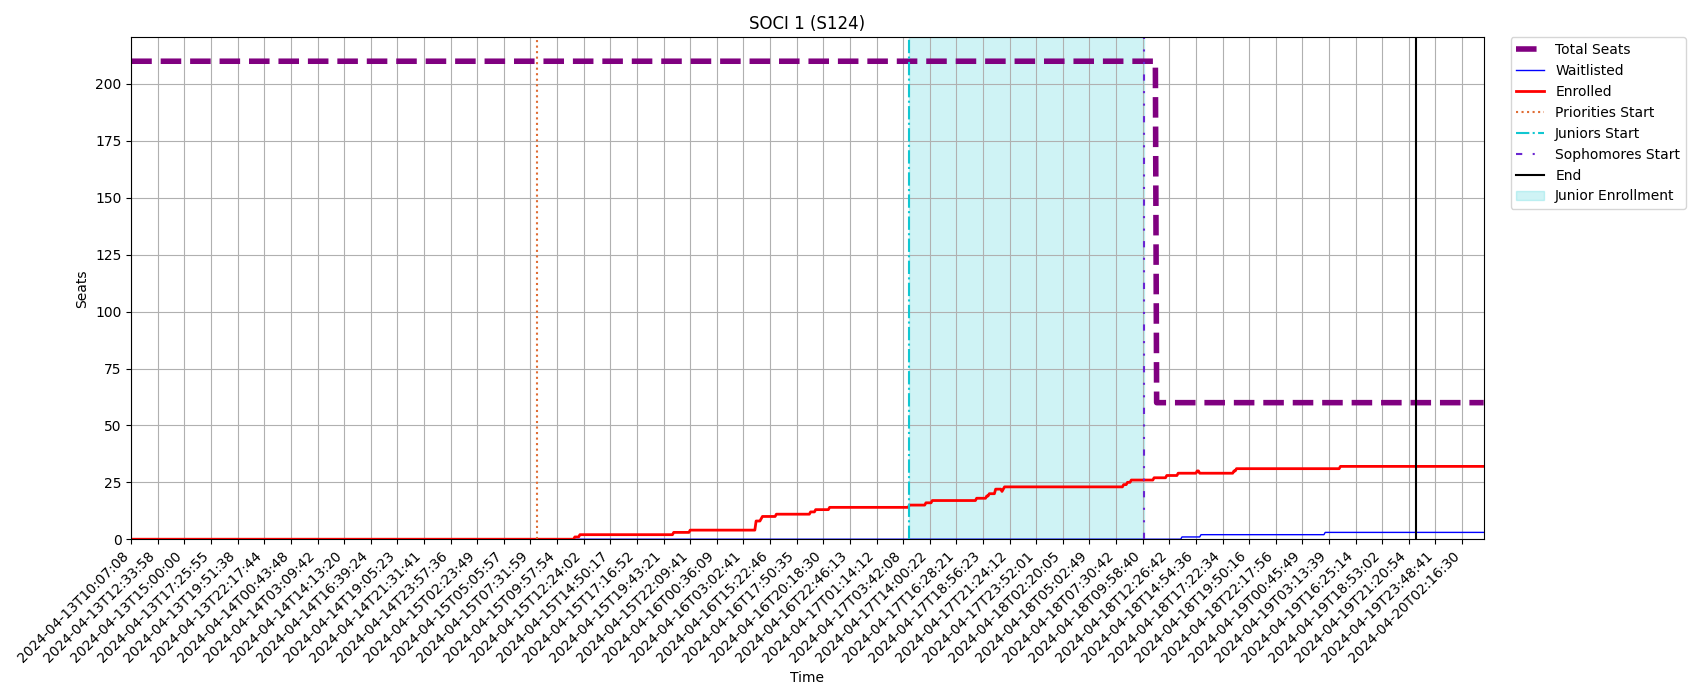 SOCI 1 (S124)
Total Seats
Waitlisted
Enrolled
Priorities Start
Juniors Start
Sophomores Start
End
Junior Enrollment
Seats
200
175
150
125
100
75
50
25
0
2024-04-13T10:07:08
2024-04-13T12:33:58
2024-04-13T15:00:00
2024-04-13T17:25:55
2024-04-13T19:51:38
2024-04-13T22:17:44
2024-04-14T00:43:48
2024-04-14T03:09:42
2024-04-14T14:13:20
2024-04-14T16:39:24
2024-04-14T19:05:23
2024-04-14T21:31:41
2024-04-14T23:57:36
2024-04-15T02:23:49
2024-04-15T05:05:57
2024-04-15T07:31:59
2024-04-15T09:57:54
2024-04-15T12:24:02
2024-04-15T14:50:17
2024-04-15T17:16:52
2024-04-15T19:43:21
2024-04-15T22:09:41
2024-04-16T00:36:09
2024-04-16T03:02:41
2024-04-16T15:22:46
2024-04-16T17:50:35
2024-04-16T20:18:30
2024-04-16T22:46:13
2024-04-17T01:14:12
2024-04-17T03:42:08
2024-04-17T14:00:22
2024-04-17T16:28:21
2024-04-17T18:56:23
2024-04-17T21:24:12
2024-04-17T23:52:01
2024-04-18T02:20:05
2024-04-18T05:02:49
2024-04-18T07:30:42
2024-04-18T09:58:40
2024-04-18T12:26:42
2024-04-18T14:54:36
2024-04-18T17:22:34
2024-04-18T19:50:16
2024-04-18T22:17:56
2024-04-19T00:45:49
2024-04-19T03:13:39
2024-04-19T16:25:14
2024-04-19T18:53:02
2024-04-19T21:20:54
2024-04-19T23:48:41
2024-04-20T02:16:30
Time